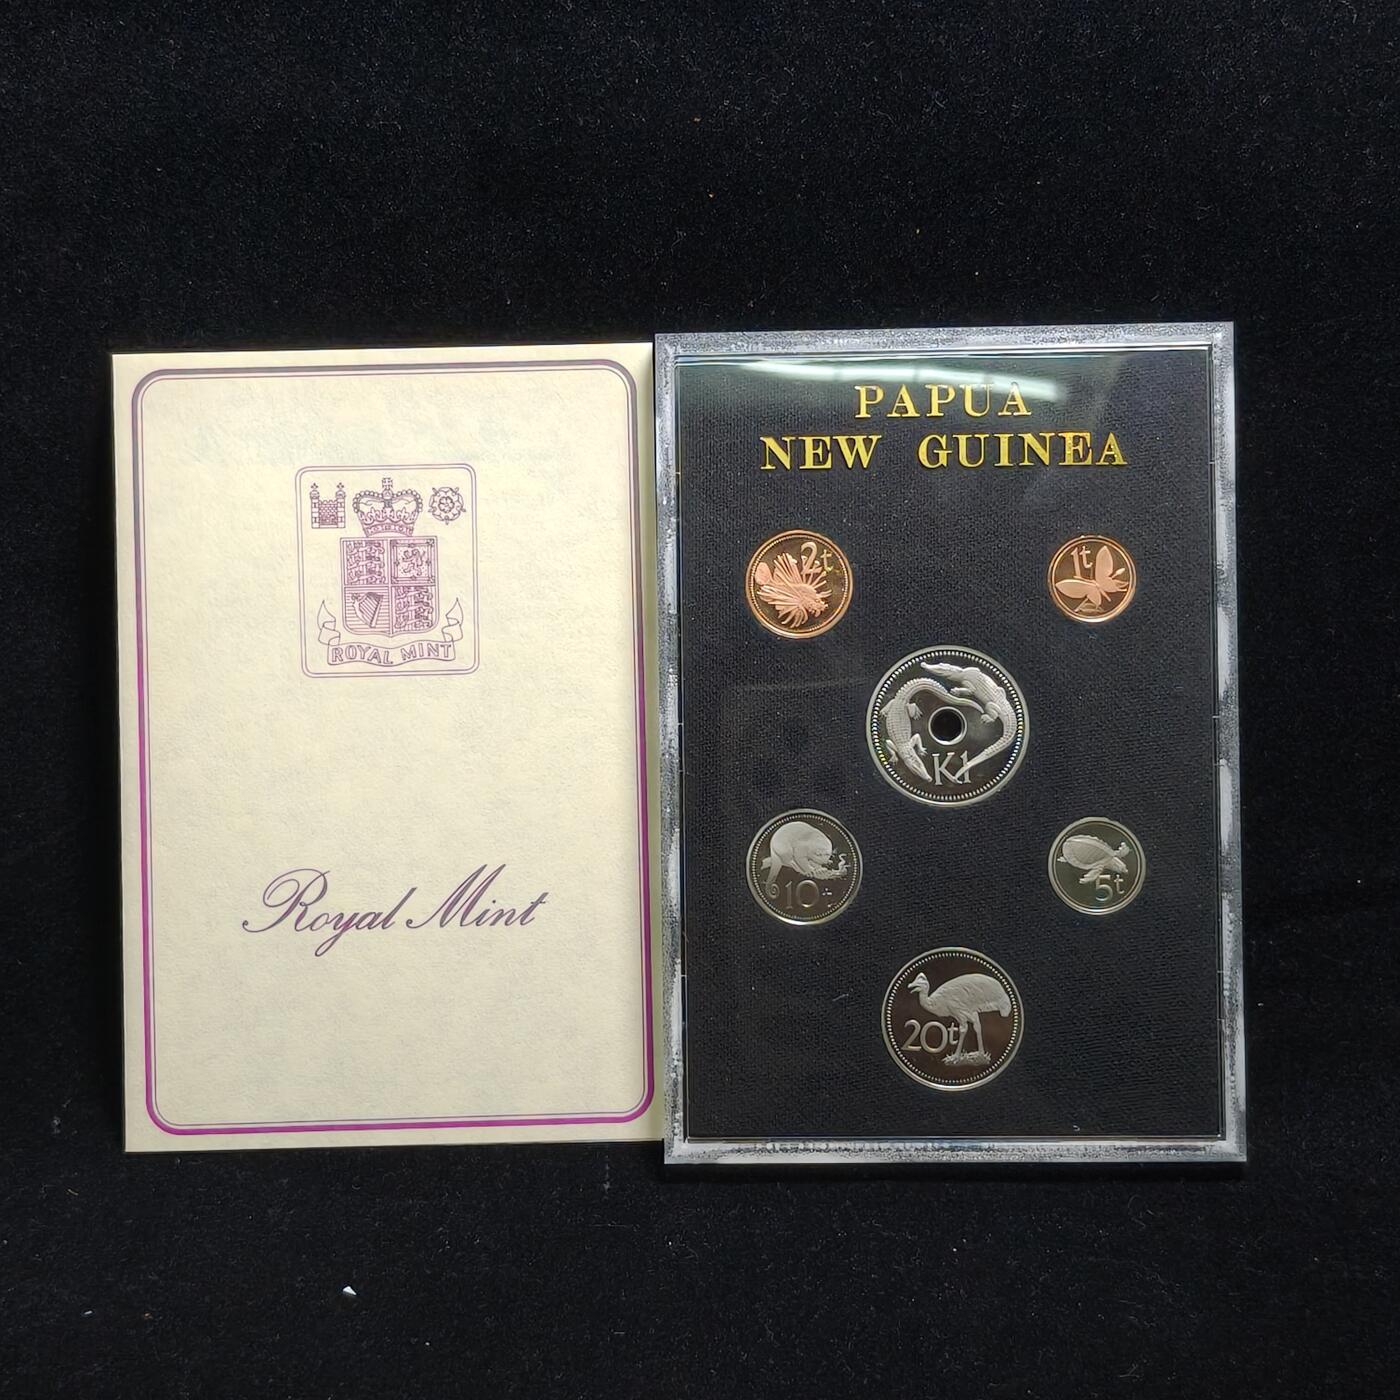 ROYAL MINT
Royal Mint
PAPUA
NEW GUINEA
2t
1t
K1
10t
5t
20t